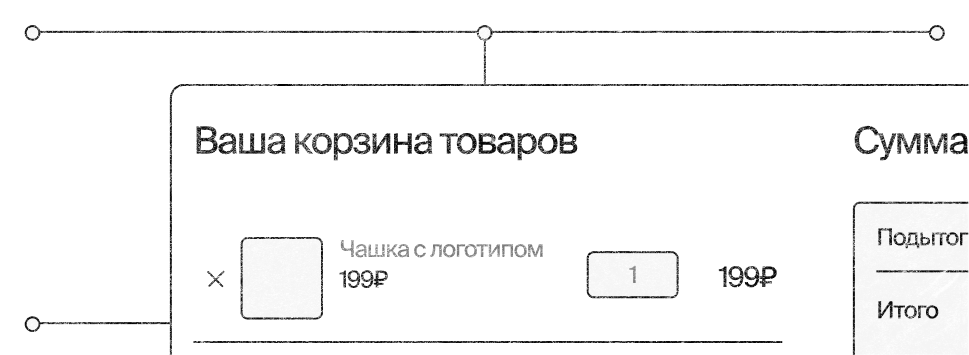 Ваша корзина товаров
Чашка с логотипом
199₽
1
199₽
Сумма
Подытог
Итого